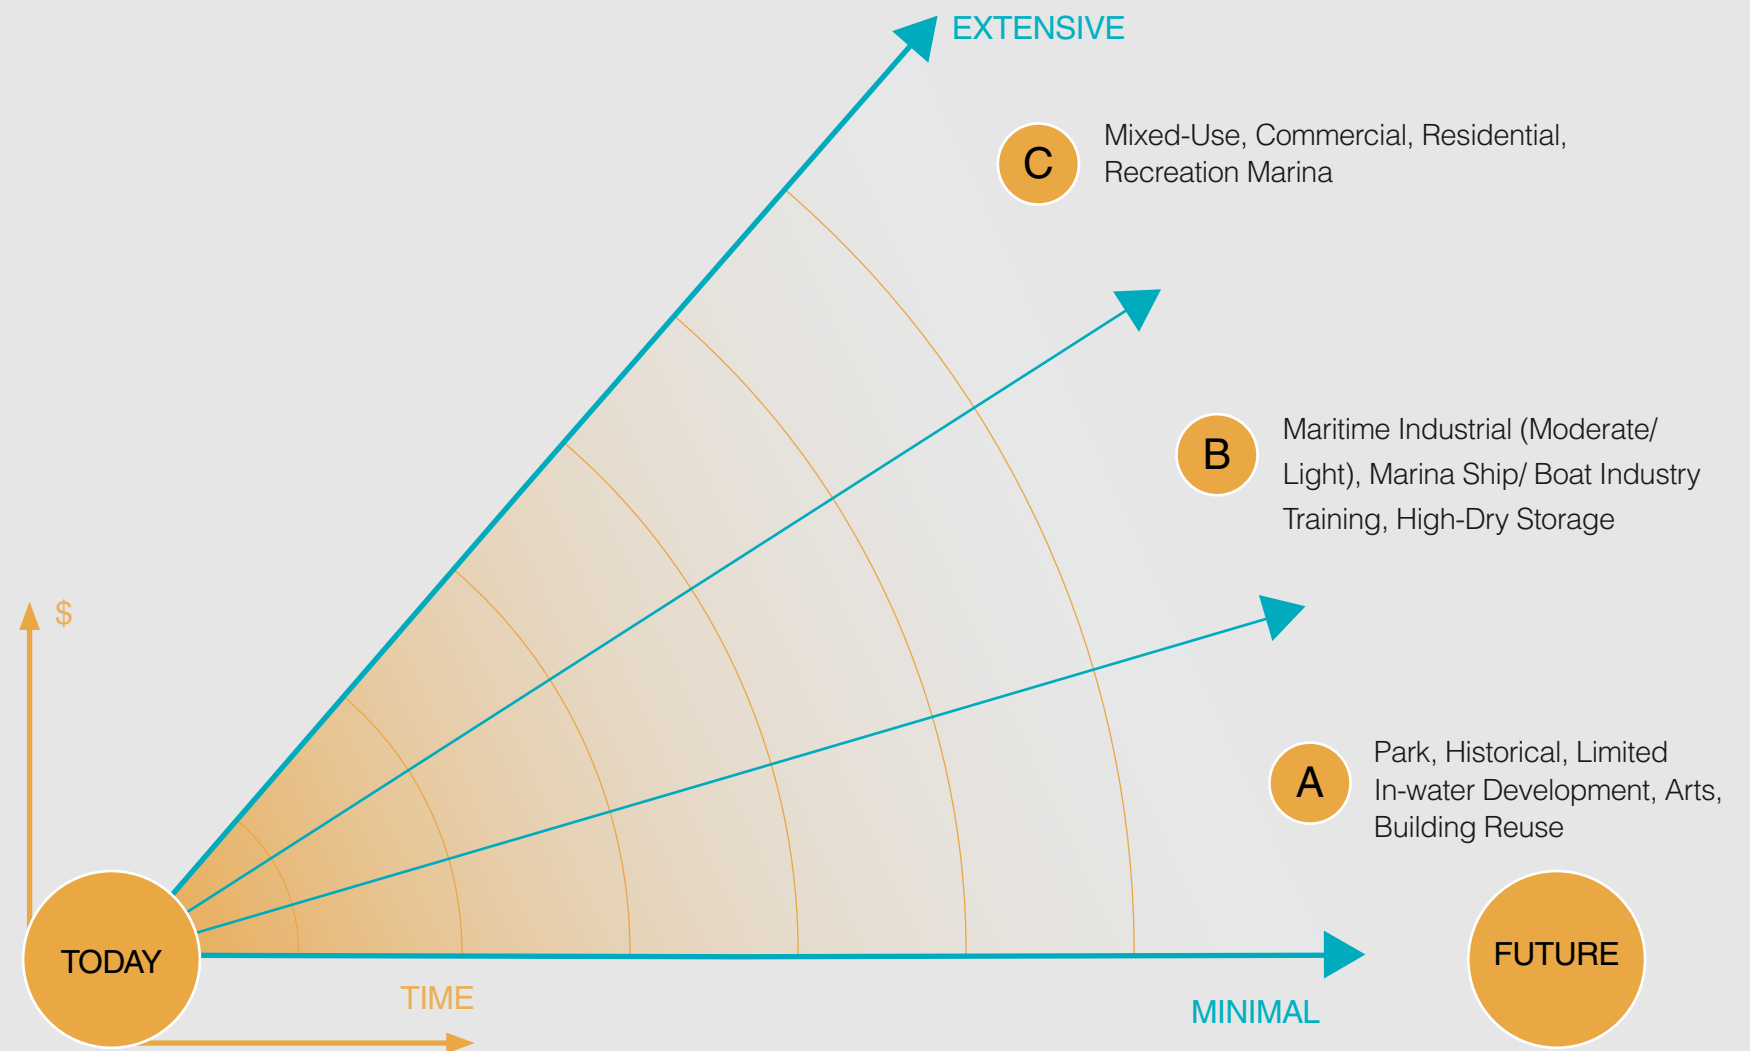 EXTENSIVE
C
Mixed-Use, Commercial, Residential,
Recreation Marina
B
Maritime Industrial (Moderate/
Light), Marina Ship/ Boat Industry
Training, High-Dry Storage
$
A
Park, Historical, Limited
In-water Development, Arts,
Building Reuse
TODAY
FUTURE
TIME
MINIMAL